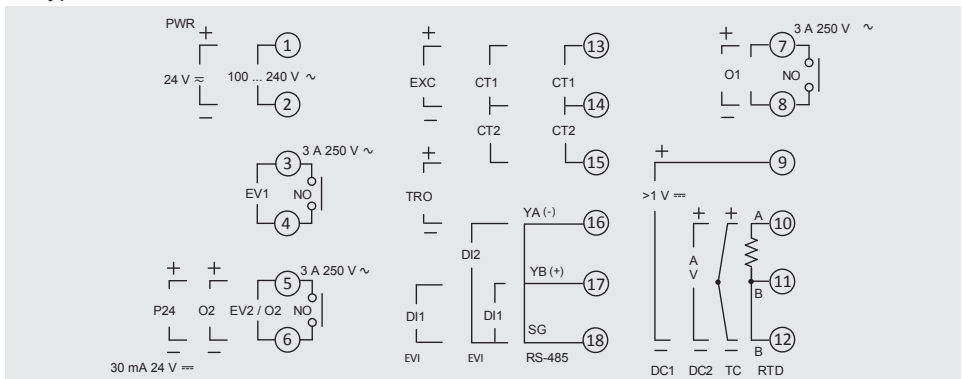 PWR
+
24 V ⎓
−
1
100 ... 240 V ∼
2
3
3 A 250 V ∼
EV1
NO
4
+
P24
−
30 mA 24 V ⎓
+
O2
−
5
3 A 250 V ∼
EV2 / O2
NO
6
+
EXC
−
CT1
CT2
13
CT1
14
CT2
15
+
TRO
−
DI1
EVI
DI2
DI1
EVI
YA (-)
16
YB (+)
17
SG
18
RS-485
+
O1
−
7
3 A 250 V ∼
NO
8
+
9
>1 V ⎓
−
DC1
+
A
V
−
DC2
+
−
TC
A
10
11
B
12
B
RTD